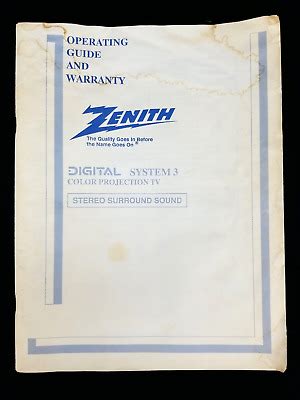 OPERATING
GUIDE
AND
WARRANTY
ZENITH
The Quality Goes In Before
the Name Goes On®
DIGITAL SYSTEM 3
COLOR PROJECTION TV
STEREO SURROUND SOUND